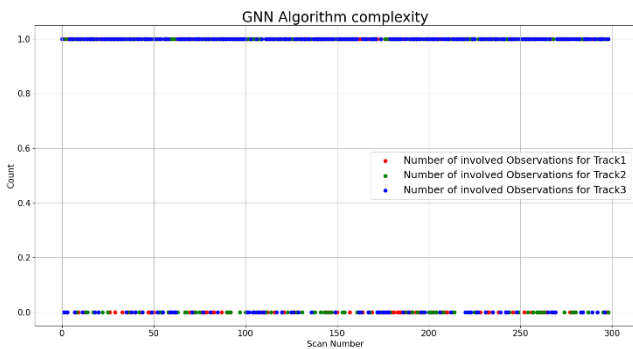 GNN Algorithm complexity
1.0
0.8
0.6
0.4
0.2
0.0
Count
Number of involved Observations for Track1
Number of involved Observations for Track2
Number of involved Observations for Track3
0 50 100 150 200 250 300
Scan Number